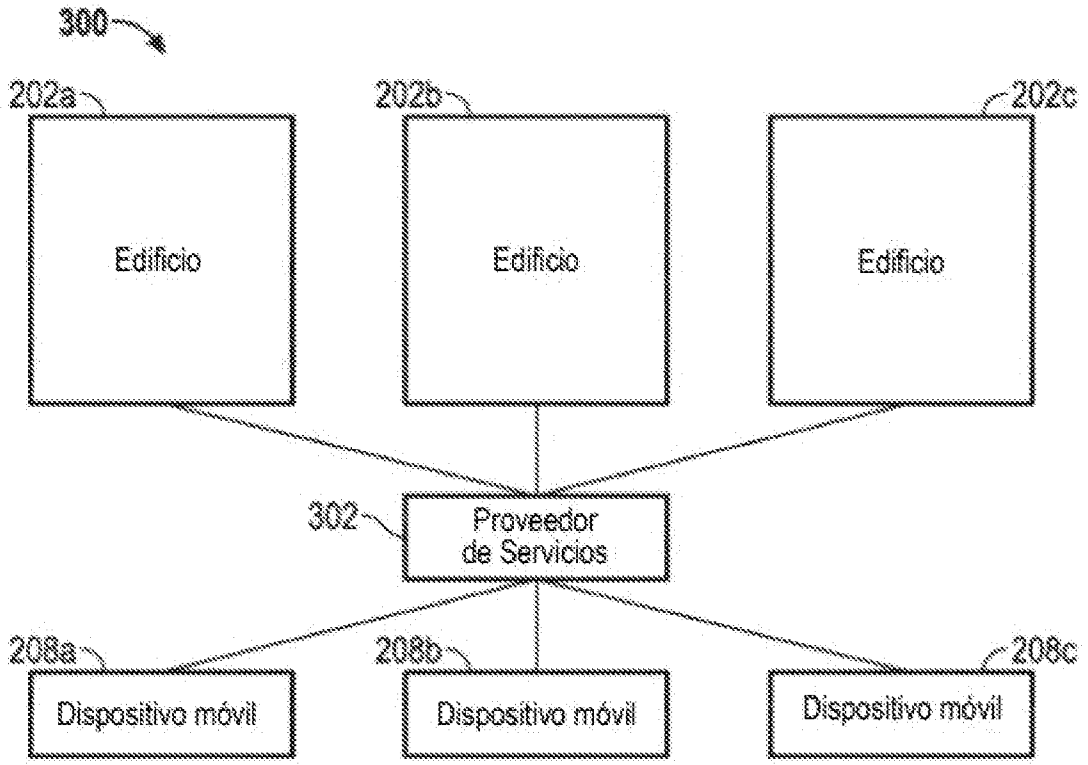 300
202a
202b
202c
Edificio
Edificio
Edificio
302
Proveedor
de Servicios
208a
208b
208c
Dispositivo móvil
Dispositivo móvil
Dispositivo móvil